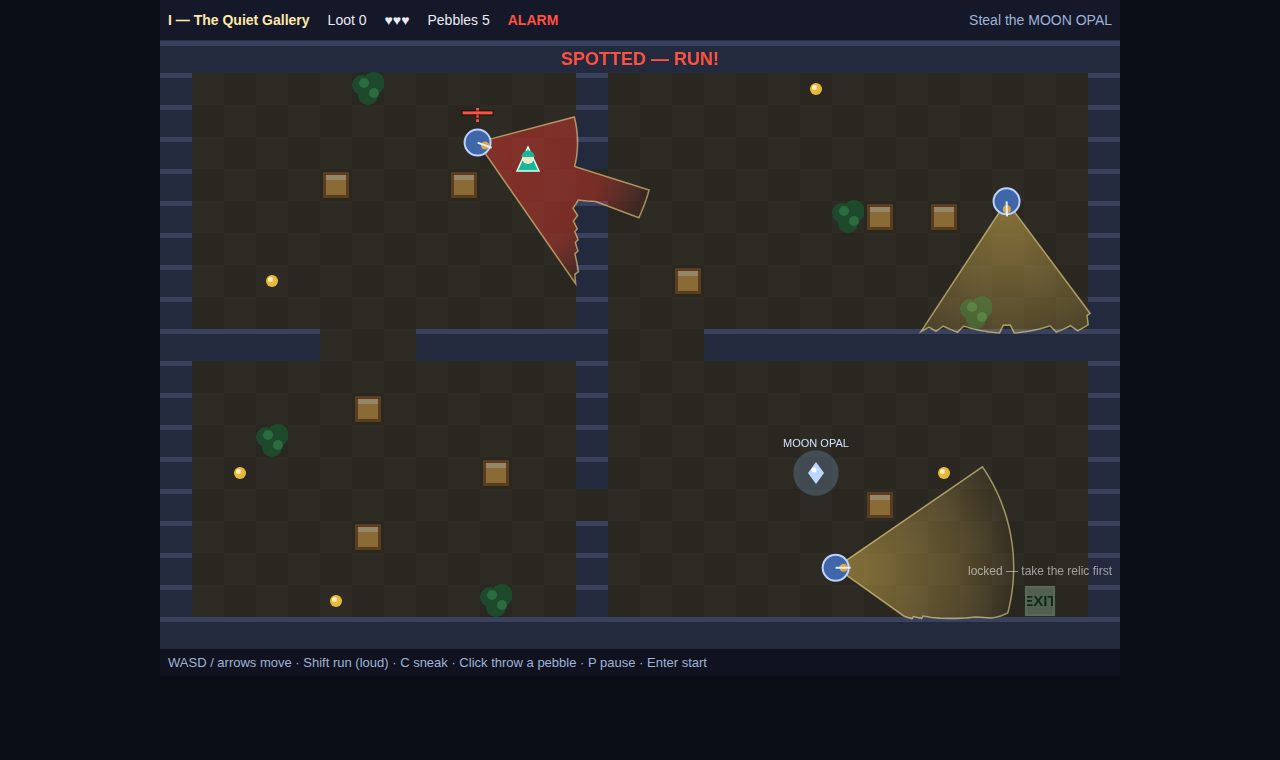 I — The Quiet Gallery Loot 0 ♥♥♥ Pebbles 5 ALARM Steal the MOON OPAL
SPOTTED — RUN!
MOON OPAL
locked — take the relic first
EXIT
WASD / arrows move · Shift run (loud) · C sneak · Click throw a pebble · P pause · Enter start